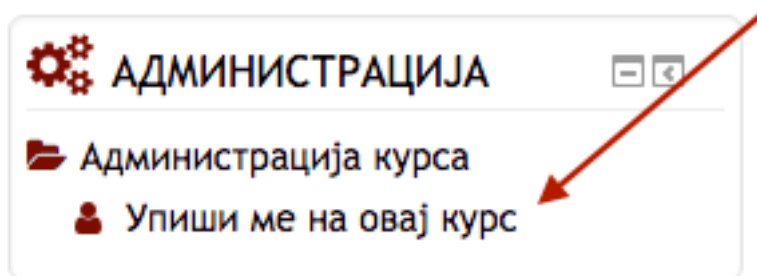 АДМИНИСТРАЦИЈА
Администрација курса
Упиши ме на овај курс